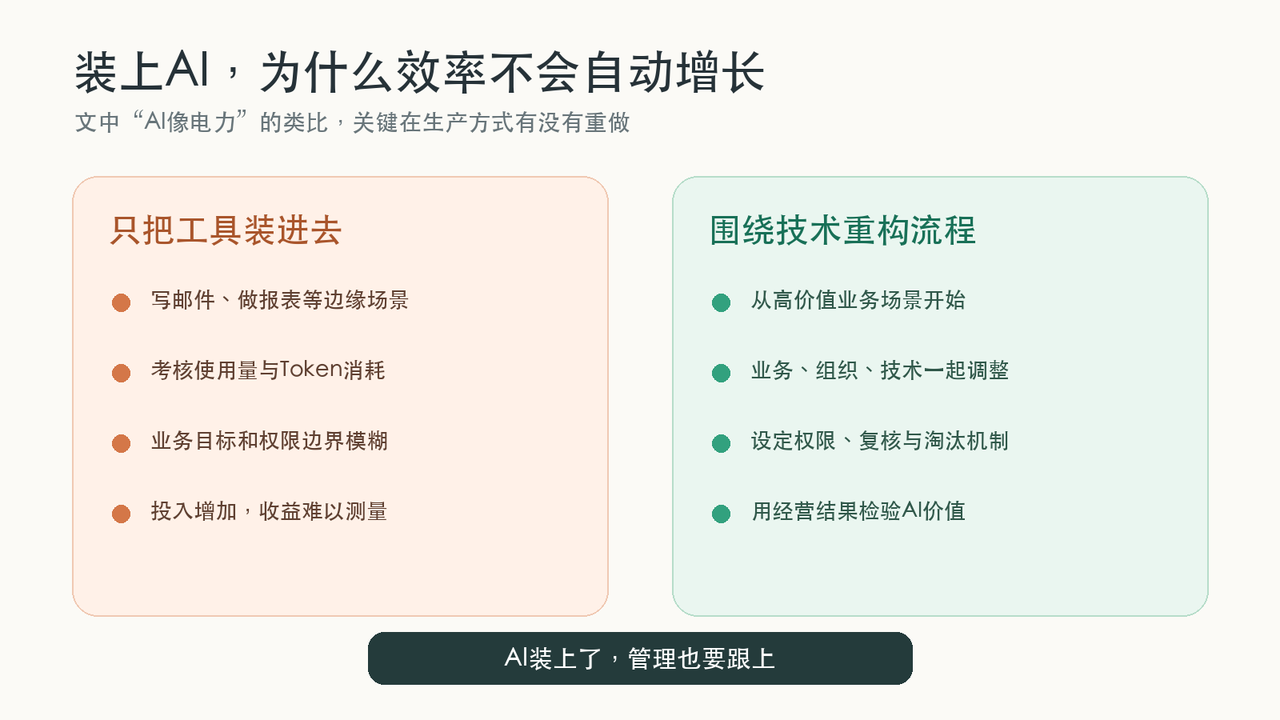 装上AI，为什么效率不会自动增长
文中“AI像电力”的类比，关键在生产方式有没有重做
只把工具装进去
写邮件、做报表等边缘场景
考核使用量与Token消耗
业务目标和权限边界模糊
投入增加，收益难以测量
围绕技术重构流程
从高价值业务场景开始
业务、组织、技术一起调整
设定权限、复核与淘汰机制
用经营结果检验AI价值
AI装上了，管理也要跟上